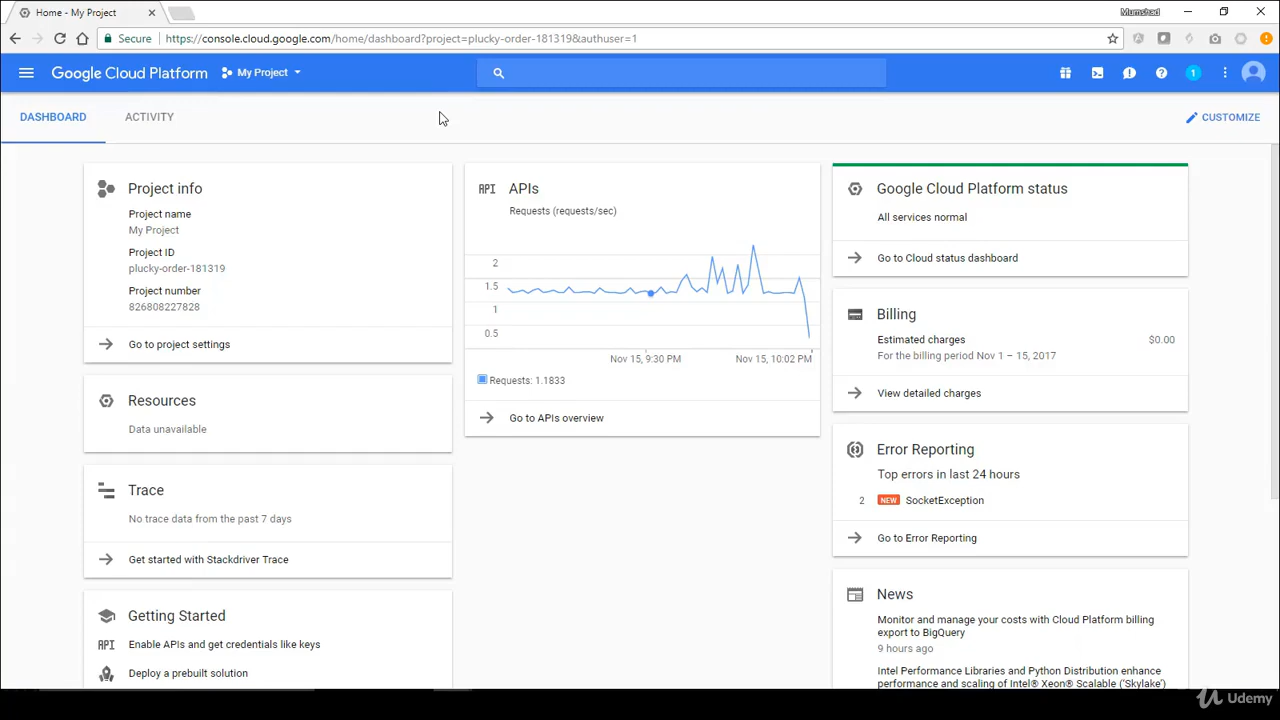 Home - My Project
Mumshad
Secure
https://console.cloud.google.com/home/dashboard?project=plucky-order-181319&authuser=1
Google Cloud Platform
My Project
1
DASHBOARD
ACTIVITY
CUSTOMIZE
Project info
Project name
My Project
Project ID
plucky-order-181319
Project number
826808227828
Go to project settings
Resources
Data unavailable
Trace
No trace data from the past 7 days
Get started with Stackdriver Trace
Getting Started
API Enable APIs and get credentials like keys
Deploy a prebuilt solution
API APIs
Requests (requests/sec)
2
1.5
1
0.5
Nov 15, 9:30 PM
Nov 15, 10:02 PM
Requests: 1.1833
Go to APIs overview
Google Cloud Platform status
All services normal
Go to Cloud status dashboard
Billing
Estimated charges $0.00
For the billing period Nov 1 – 15, 2017
View detailed charges
Error Reporting
Top errors in last 24 hours
2 NEW SocketException
Go to Error Reporting
News
Monitor and manage your costs with Cloud Platform billing
export to BigQuery
9 hours ago
Intel Performance Libraries and Python Distribution enhance
performance and scaling of Intel® Xeon® Scalable ('Skylake')
Udemy